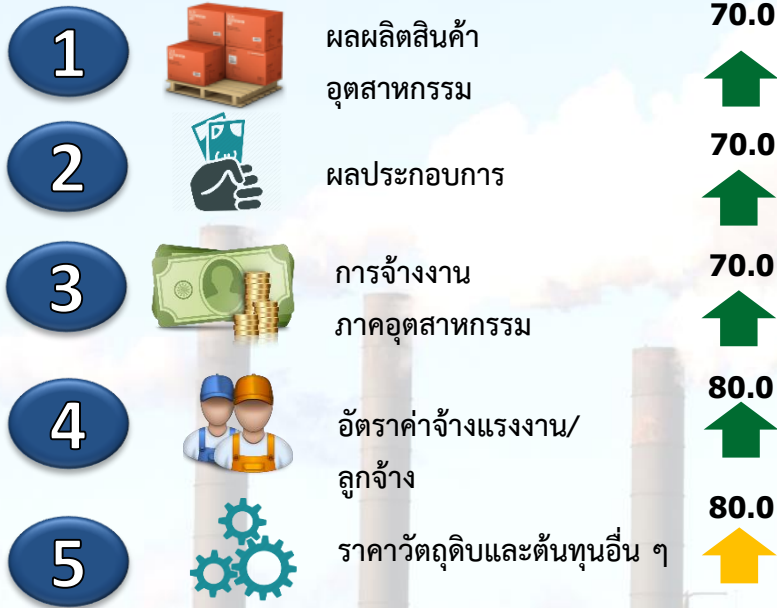 1
ผลผลิตสินค้า
อุตสาหกรรม
70.0
2
ผลประกอบการ
70.0
3
การจ้างงาน
ภาคอุตสาหกรรม
70.0
4
อัตราค่าจ้างแรงงาน/
ลูกจ้าง
80.0
5
ราคาวัตถุดิบและต้นทุนอื่น ๆ
80.0